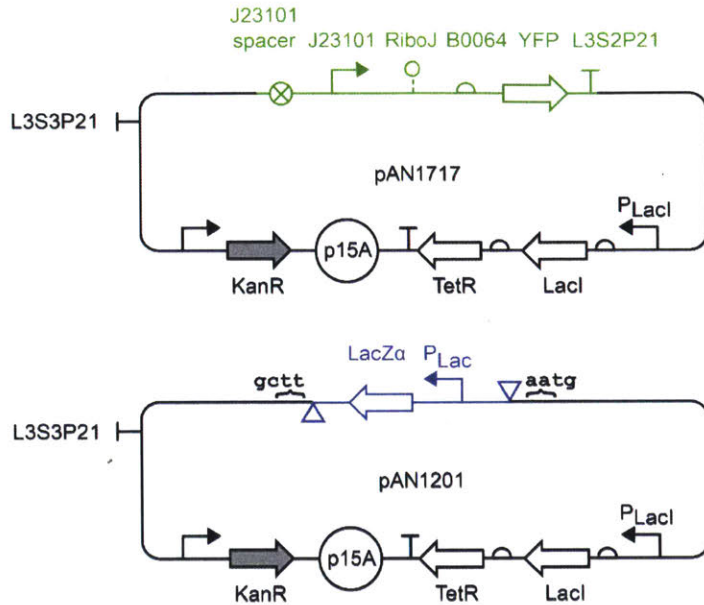 J23101
spacer J23101 RiboJ B0064 YFP L3S2P21
L3S3P21
pAN1717
PLacI
p15A
KanR TetR LacI
LacZα PLac
gctt aatg
L3S3P21
pAN1201
PLacI
p15A
KanR TetR LacI